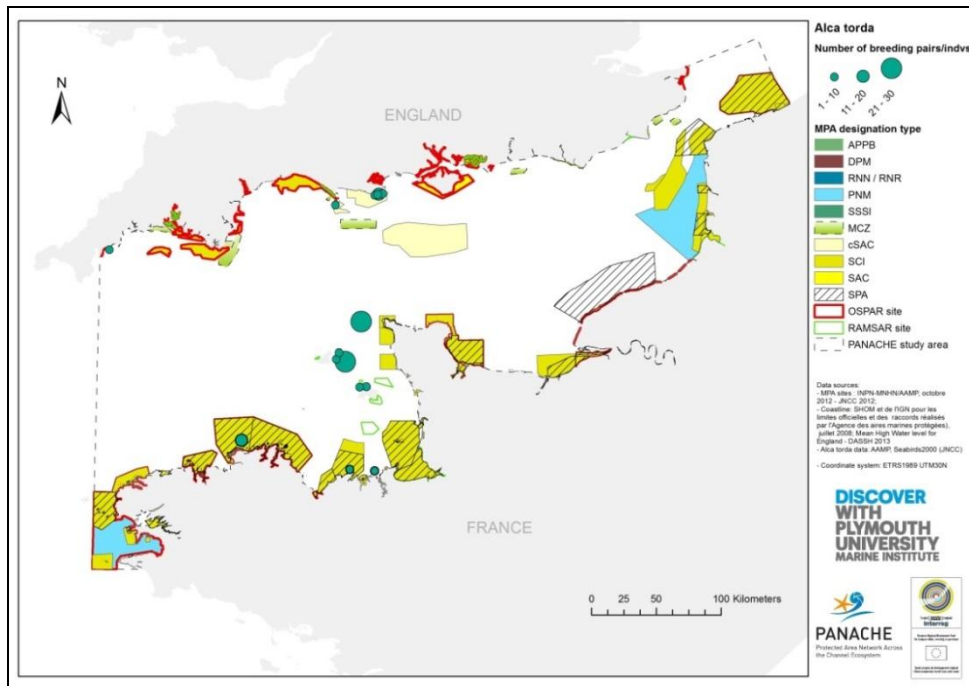 Alca torda
Number of breeding pairs/indvs
1 - 10
11 - 20
21 - 30
MPA designation type
APPB
DPM
RNN / RNR
PNM
SSSI
MCZ
cSAC
SCI
SAC
SPA
OSPAR site
RAMSAR site
PANACHE study area
N
ENGLAND
FRANCE
0 25 50 100 Kilometers
Data sources:
- MPA sites : INPN-MNHN/AAMP, octobre
2012 - JNCC 2012;
- Coastline: SHOM et de l'IGN pour les
limites officielles et des raccords réalisés
par l'Agence des aires marines protégées),
juillet 2008; Mean High Water level for
England - DASSH 2013
- Alca torda data: AAMP, Seabirds2000 (JNCC)
- Coordinate system: ETRS1989 UTM30N
DISCOVER
WITH
PLYMOUTH
UNIVERSITY
MARINE INSTITUTE
PANACHE
Protected Area Network Across
the Channel Ecosystem